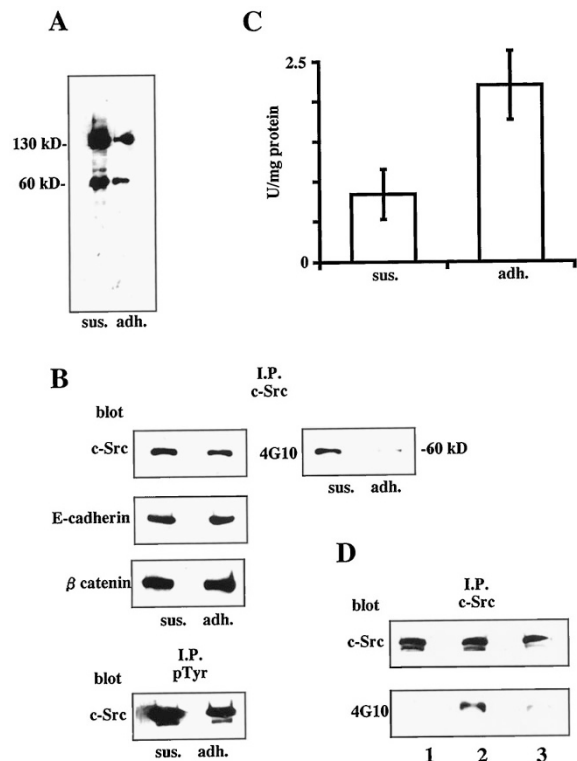 A
130 kD-
60 kD-
sus. adh.
C
2.5
U/mg protein
0
sus. adh.
B
I.P.
c-Src
blot
c-Src
4G10
-60 kD
sus. adh.
E-cadherin
β catenin
sus. adh.
I.P.
pTyr
blot
c-Src
sus. adh.
D
I.P.
c-Src
blot
c-Src
4G10
1 2 3